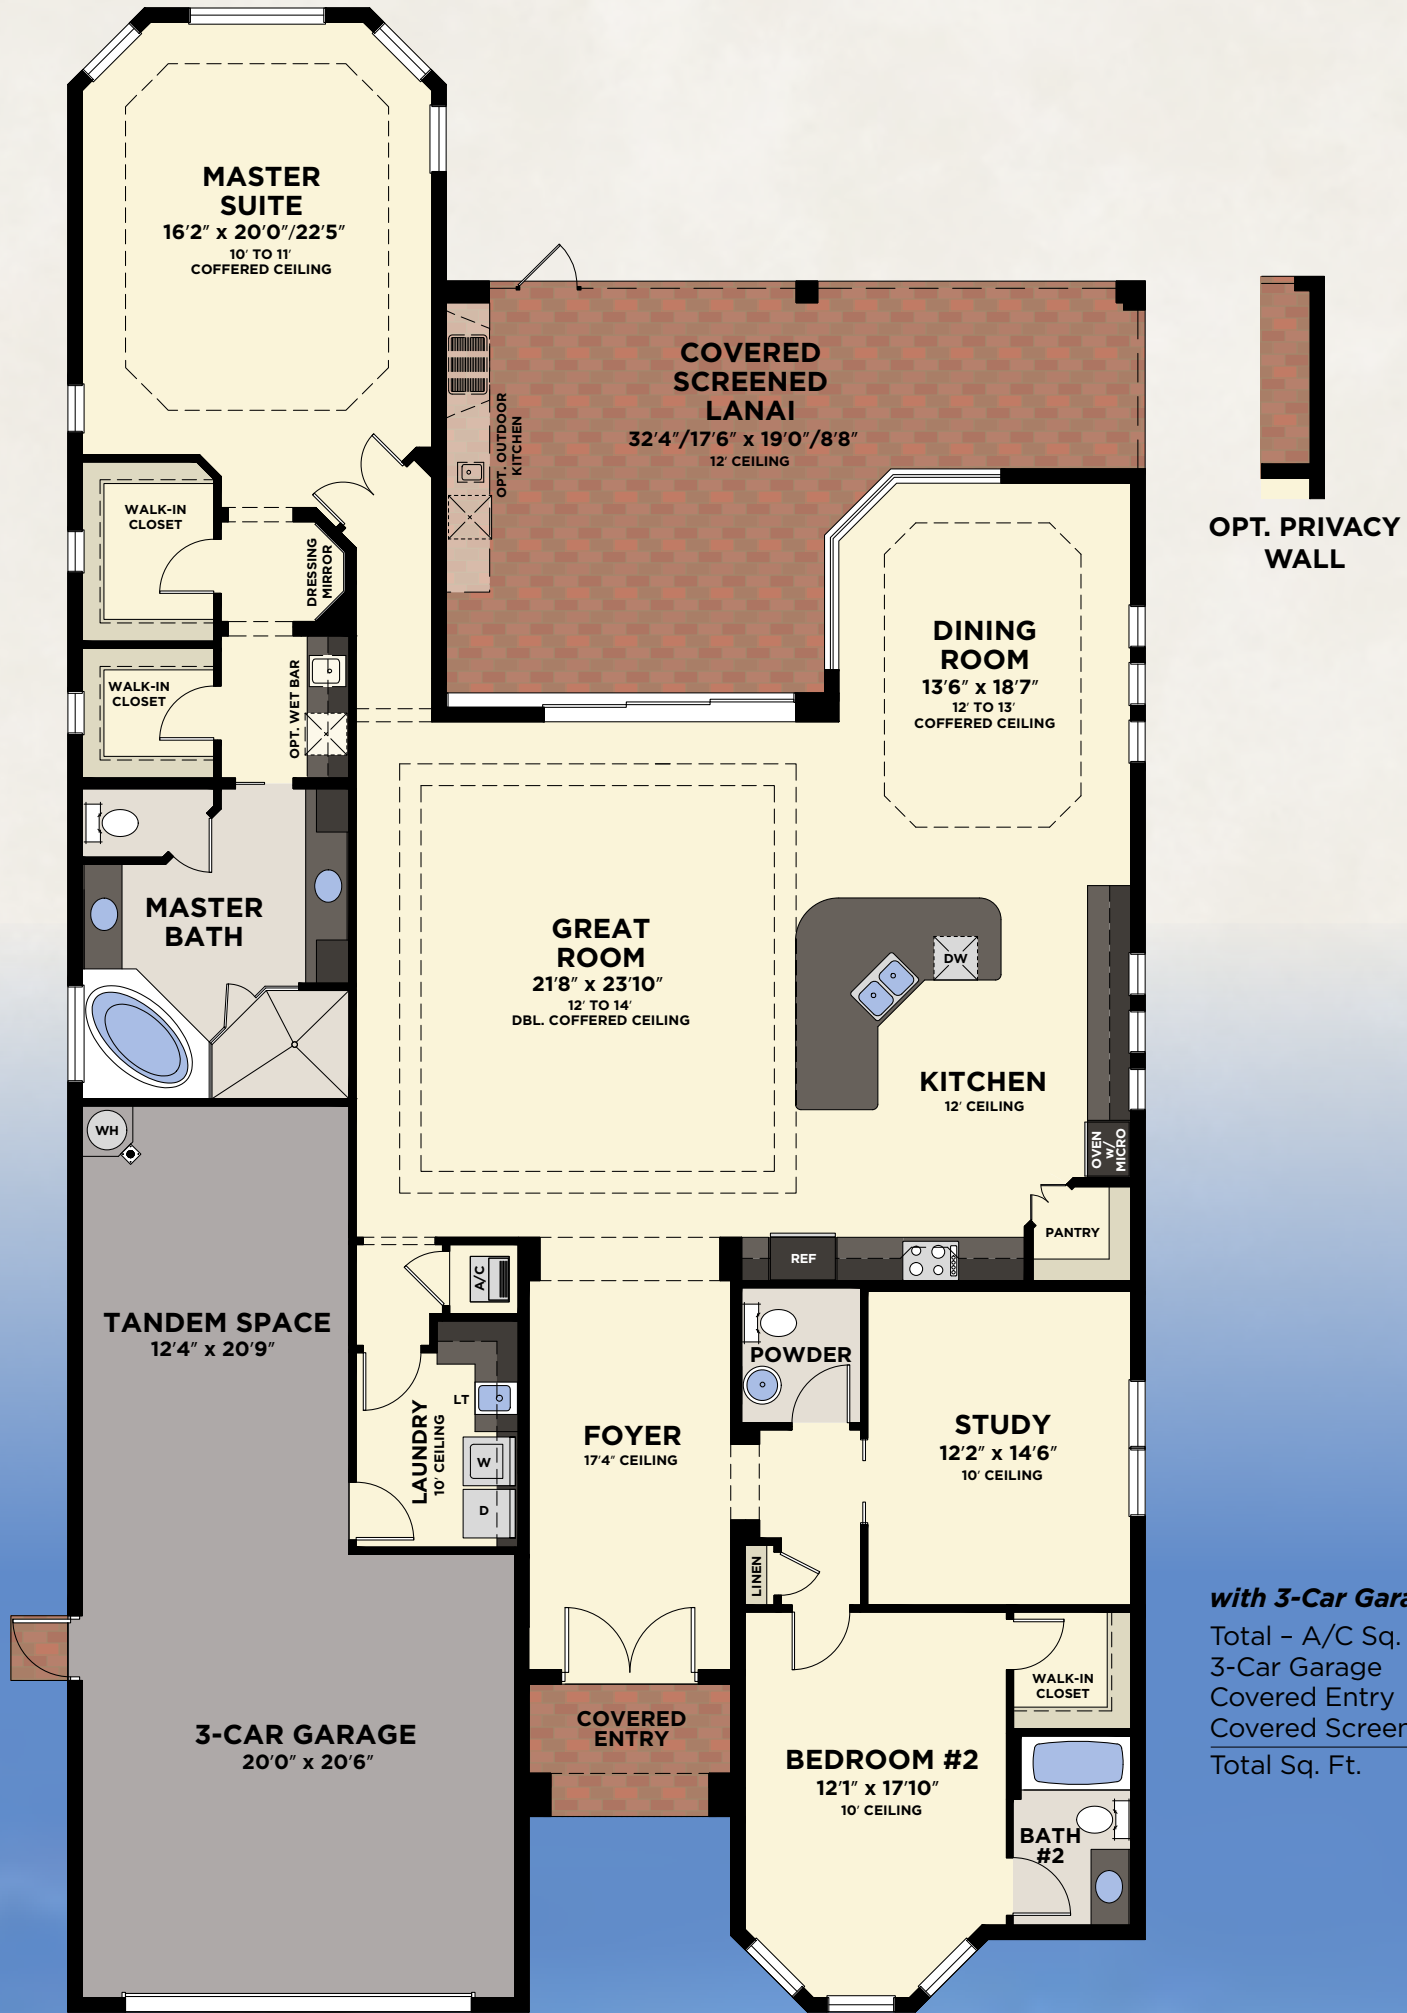 MASTER
SUITE
16'2" x 20'0"/22'5"
10' TO 11'
COFFERED CEILING
COVERED
SCREENED
LANAI
32'4"/17'6" x 19'0"/8'8"
12' CEILING
OPT. OUTDOOR
KITCHEN
OPT. PRIVACY
WALL
WALK-IN
CLOSET
DRESSING
MIRROR
WALK-IN
CLOSET
OPT. WET BAR
DINING
ROOM
13'6" x 18'7"
12' TO 13'
COFFERED CEILING
MASTER
BATH
GREAT
ROOM
21'8" x 23'10"
12' TO 14'
DBL. COFFERED CEILING
DW
KITCHEN
12' CEILING
OVEN
w/
MICRO
PANTRY
REF
WH
A/C
TANDEM SPACE
12'4" x 20'9"
LT
LAUNDRY
10' CEILING
W
D
POWDER
FOYER
17'4" CEILING
STUDY
12'2" x 14'6"
10' CEILING
LINEN
WALK-IN
CLOSET
3-CAR GARAGE
20'0" x 20'6"
COVERED
ENTRY
BEDROOM #2
12'1" x 17'10"
10' CEILING
BATH
#2
with 3-Car Gara
Total – A/C Sq.
3-Car Garage
Covered Entry
Covered Screen
Total Sq. Ft.